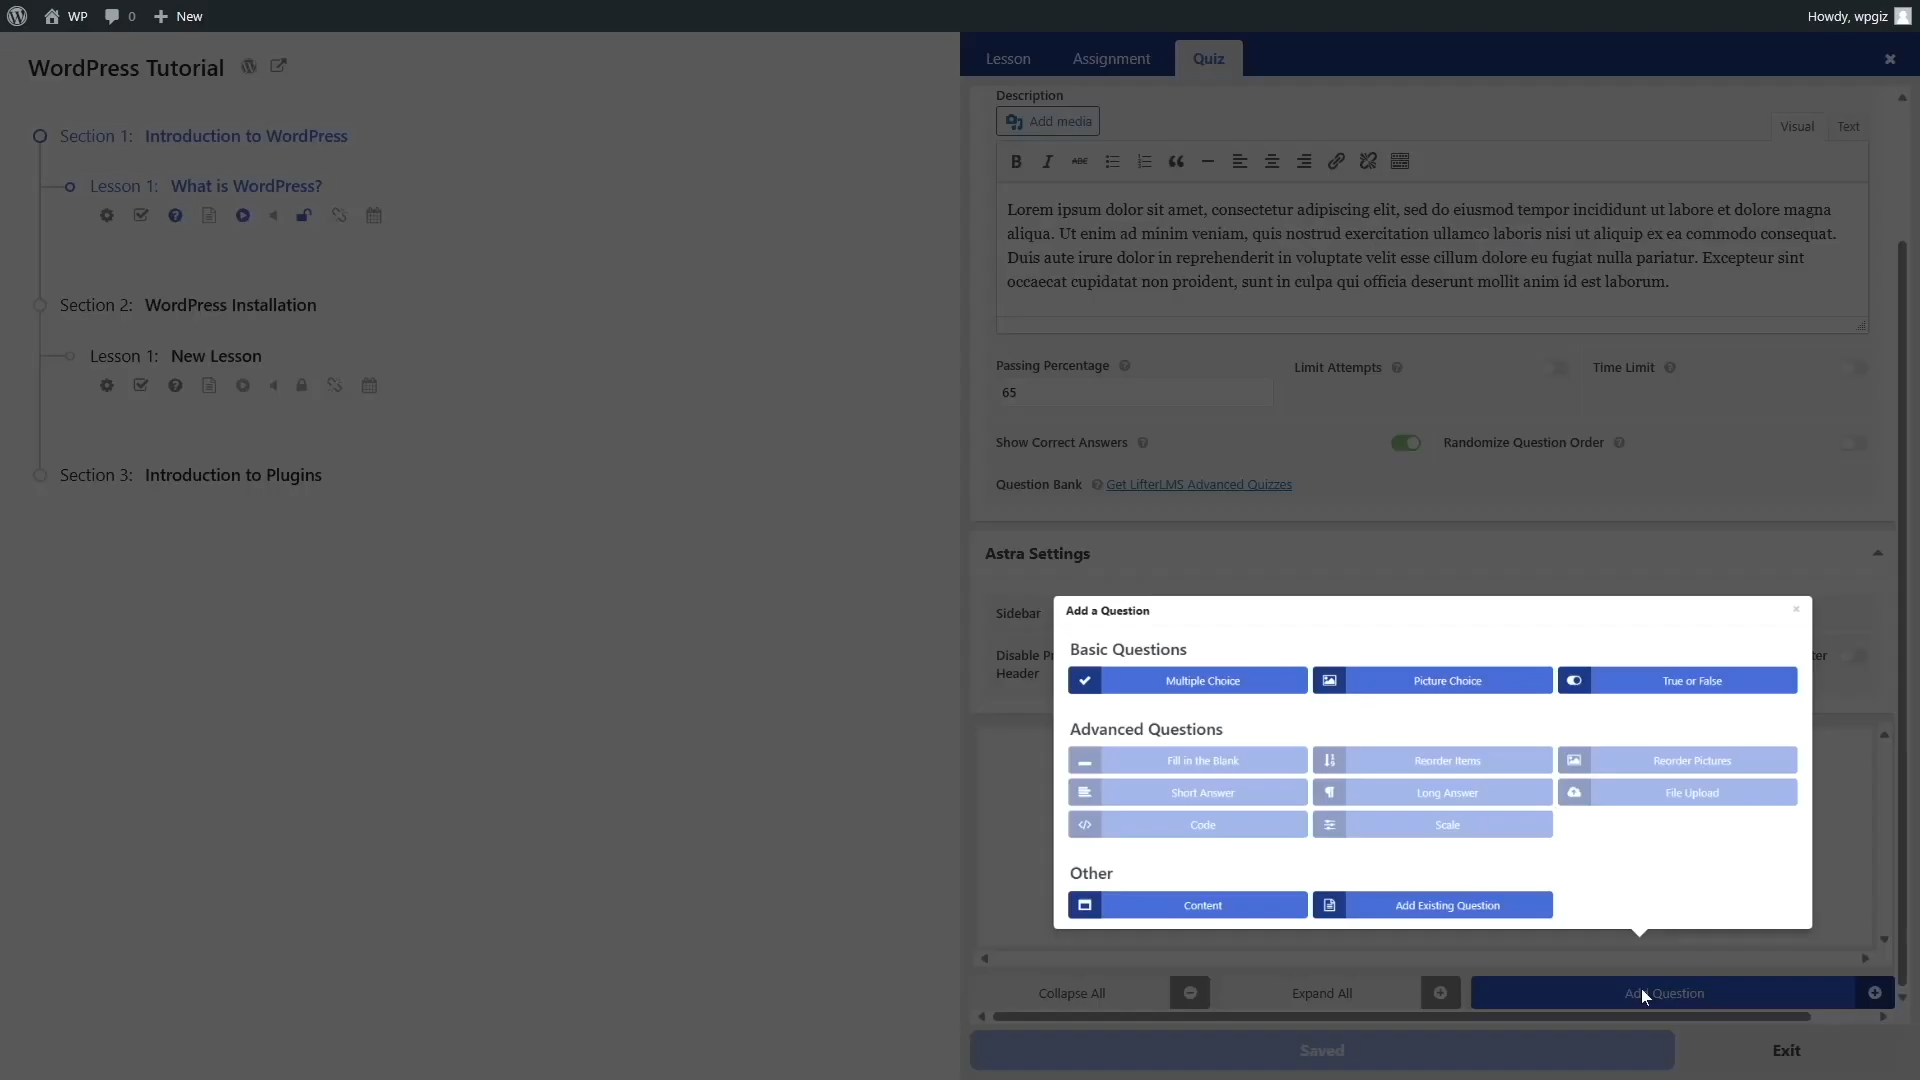 WP
0
New
Howdy, wpgiz
WordPress Tutorial
Section 1: Introduction to WordPress
Lesson 1: What is WordPress?
Section 2: WordPress Installation
Lesson 1: New Lesson
Section 3: Introduction to Plugins
Lesson
Assignment
Quiz
Description
Add media
Visual
Text
B
I
ABC
Lorem ipsum dolor sit amet, consectetur adipiscing elit, sed do eiusmod tempor incididunt ut labore et dolore magna
aliqua. Ut enim ad minim veniam, quis nostrud exercitation ullamco laboris nisi ut aliquip ex ea commodo consequat.
Duis aute irure dolor in reprehenderit in voluptate velit esse cillum dolore eu fugiat nulla pariatur. Excepteur sint
occaecat cupidatat non proident, sunt in culpa qui officia deserunt mollit anim id est laborum.
Passing Percentage
65
Limit Attempts
Time Limit
Show Correct Answers
Randomize Question Order
Question Bank
Get LifterLMS Advanced Quizzes
Astra Settings
Sidebar
Header
Add a Question
Basic Questions
Multiple Choice
Picture Choice
True or False
Advanced Questions
Fill in the Blank
Reorder Items
Reorder Pictures
Short Answer
Long Answer
File Upload
Code
Scale
Other
Content
Add Existing Question
Collapse All
Expand All
Add Question
Saved
Exit